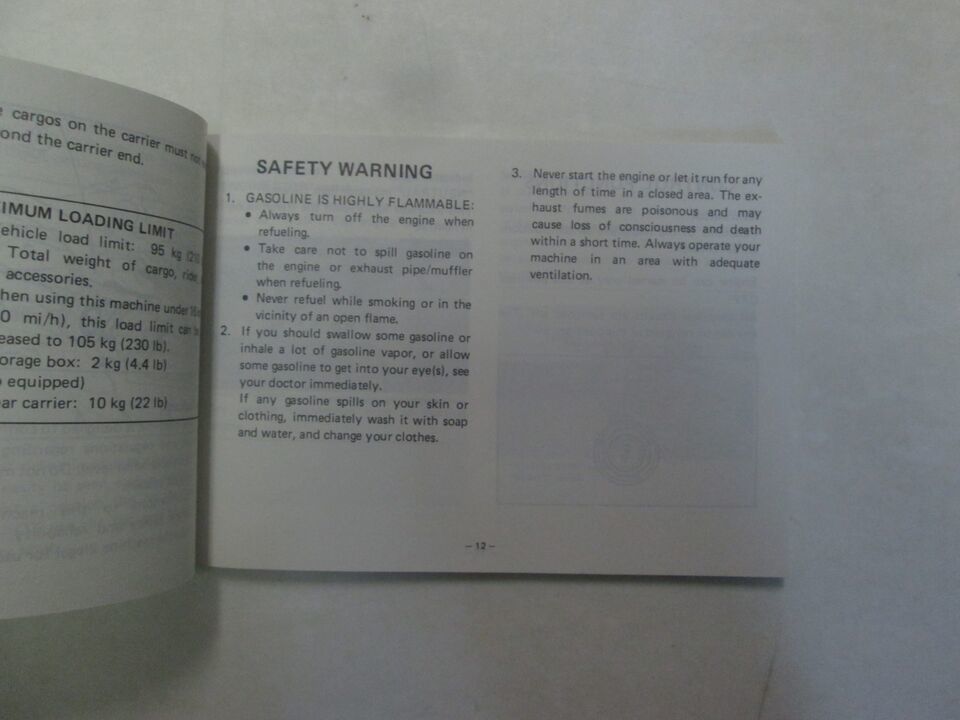 cargos on the carrier must not
ond the carrier end.
IMUM LOADING LIMIT
ehicle load limit: 95 kg (210
Total weight of cargo, rider
accessories.
hen using this machine under
0 mi/h), this load limit can
eased to 105 kg (230 lb).
orage box: 2 kg (4.4 lb)
equipped)
ar carrier: 10 kg (22 lb)
SAFETY WARNING
1. GASOLINE IS HIGHLY FLAMMABLE:
• Always turn off the engine when
refueling.
• Take care not to spill gasoline on
the engine or exhaust pipe/muffler
when refueling.
• Never refuel while smoking or in the
vicinity of an open flame.
2. If you should swallow some gasoline or
inhale a lot of gasoline vapor, or allow
some gasoline to get into your eye(s), see
your doctor immediately.
If any gasoline spills on your skin or
clothing, immediately wash it with soap
and water, and change your clothes.
3. Never start the engine or let it run for any
length of time in a closed area. The ex-
haust fumes are poisonous and may
cause loss of consciousness and death
within a short time. Always operate your
machine in an area with adequate
ventilation.
– 12 –